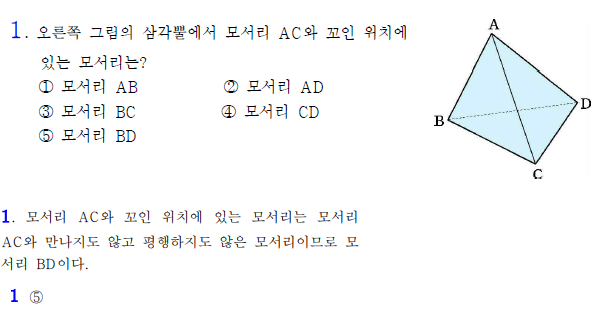 1. 오른쪽 그림의 삼각뿔에서 모서리 AC와 꼬인 위치에
있는 모서리는?
① 모서리 AB ② 모서리 AD
③ 모서리 BC ④ 모서리 CD
⑤ 모서리 BD
A
D
B
C
1. 모서리 AC와 꼬인 위치에 있는 모서리는 모서리
AC와 만나지도 않고 평행하지도 않은 모서리이므로 모
서리 BD이다.
1 ⑤